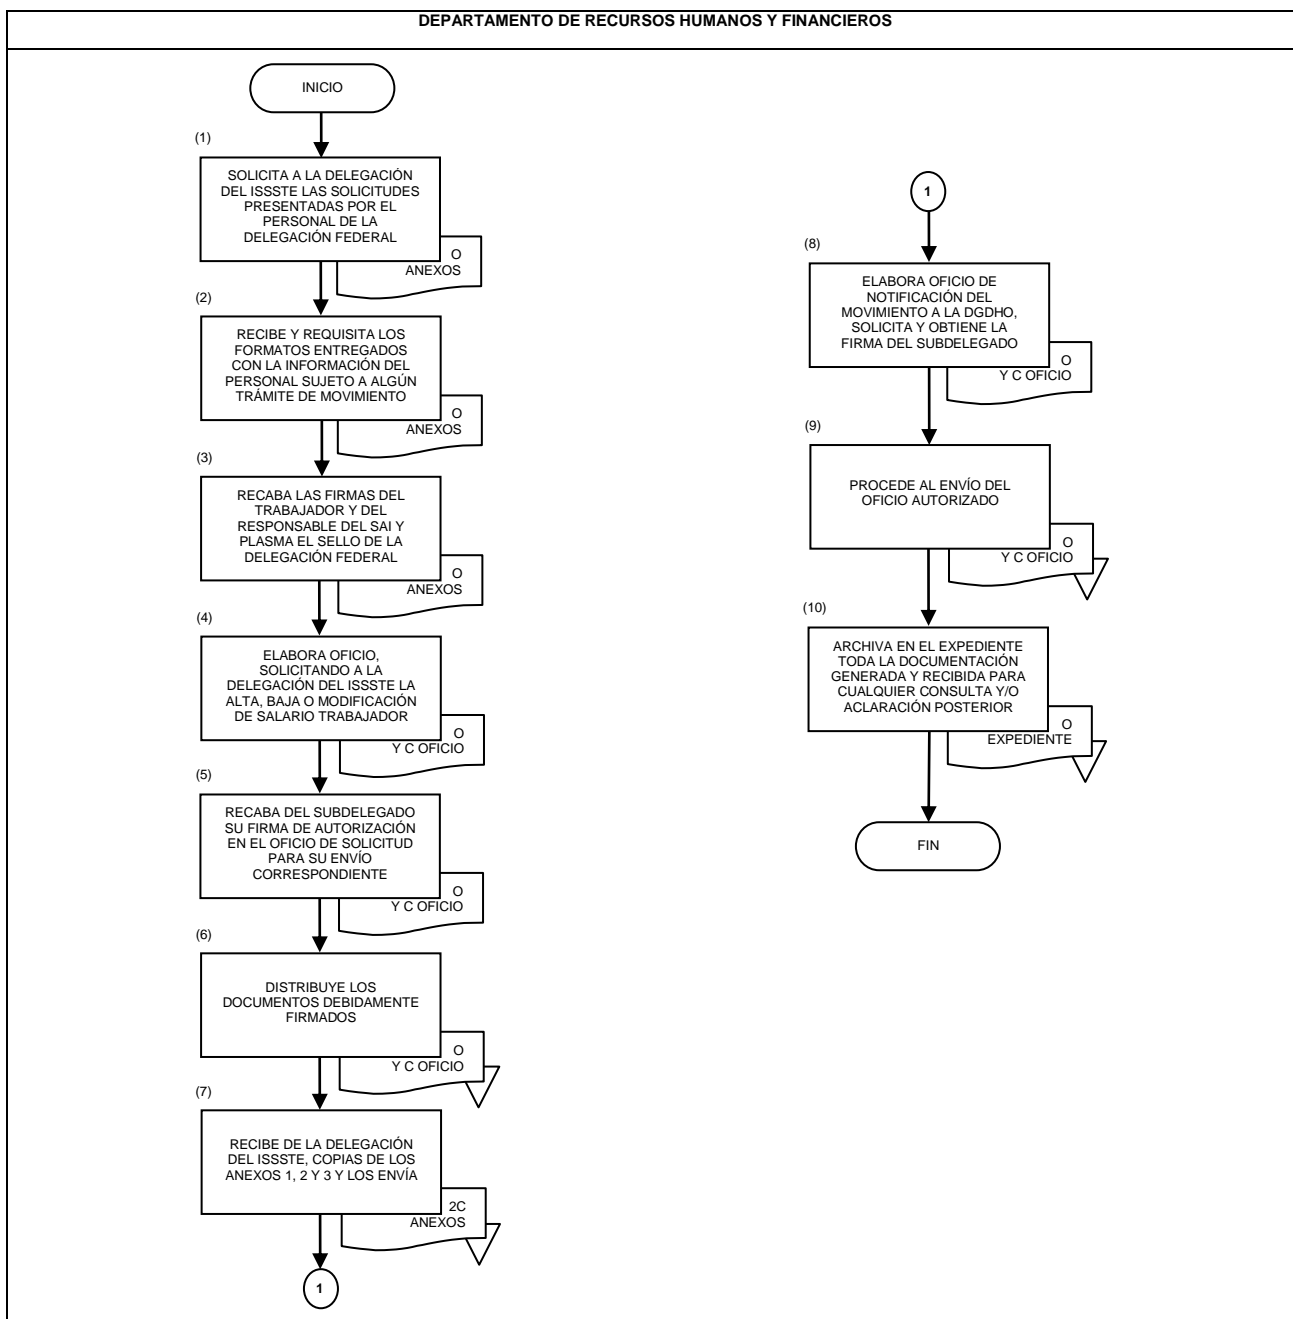 DEPARTAMENTO DE RECURSOS HUMANOS Y FINANCIEROS
INICIO
(1)
SOLICITA A LA DELEGACIÓN
DEL ISSSTE LAS SOLICITUDES
PRESENTADAS POR EL
PERSONAL DE LA
DELEGACIÓN FEDERAL
O
ANEXOS
(2)
RECIBE Y REQUISITA LOS
FORMATOS ENTREGADOS
CON LA INFORMACIÓN DEL
PERSONAL SUJETO A ALGÚN
TRÁMITE DE MOVIMIENTO
O
ANEXOS
(3)
RECABA LAS FIRMAS DEL
TRABAJADOR Y DEL
RESPONSABLE DEL SAI Y
PLASMA EL SELLO DE LA
DELEGACIÓN FEDERAL
O
ANEXOS
(4)
ELABORA OFICIO,
SOLICITANDO A LA
DELEGACIÓN DEL ISSSTE LA
ALTA, BAJA O MODIFICACIÓN
DE SALARIO TRABAJADOR
O
Y C OFICIO
(5)
RECABA DEL SUBDELEGADO
SU FIRMA DE AUTORIZACIÓN
EN EL OFICIO DE SOLICITUD
PARA SU ENVÍO
CORRESPONDIENTE
O
Y C OFICIO
(6)
DISTRIBUYE LOS
DOCUMENTOS DEBIDAMENTE
FIRMADOS
O
Y C OFICIO
(7)
RECIBE DE LA DELEGACIÓN
DEL ISSSTE, COPIAS DE LOS
ANEXOS 1, 2 Y 3 Y LOS ENVÍA
2C
ANEXOS
1
1
(8)
ELABORA OFICIO DE
NOTIFICACIÓN DEL
MOVIMIENTO A LA DGDHO,
SOLICITA Y OBTIENE LA
FIRMA DEL SUBDELEGADO
O
Y C OFICIO
(9)
PROCEDE AL ENVÍO DEL
OFICIO AUTORIZADO
O
Y C OFICIO
(10)
ARCHIVA EN EL EXPEDIENTE
TODA LA DOCUMENTACIÓN
GENERADA Y RECIBIDA PARA
CUALQUIER CONSULTA Y/O
ACLARACIÓN POSTERIOR
O
EXPEDIENTE
FIN